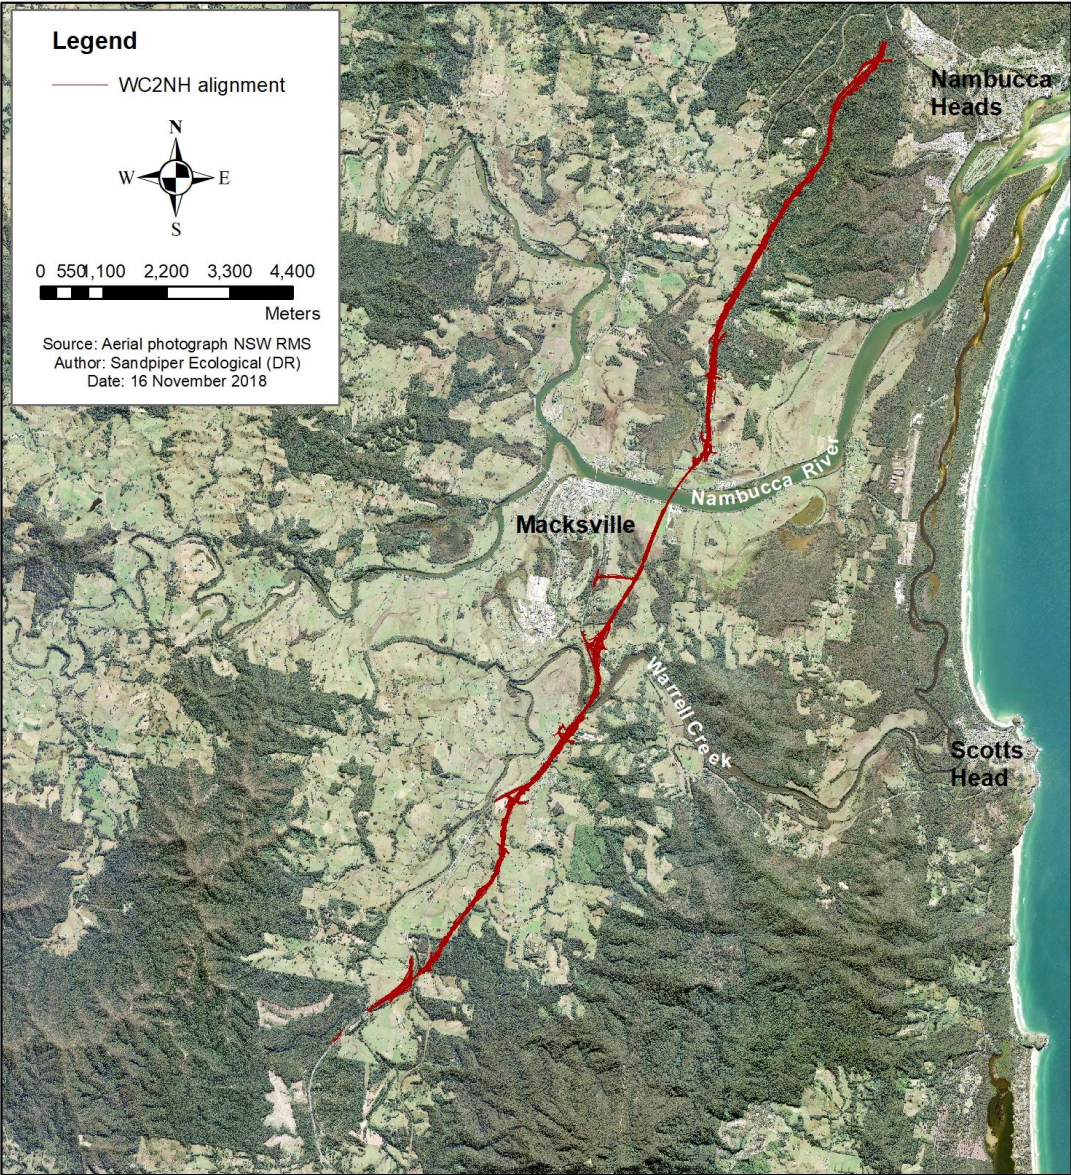 Legend
WC2NH alignment
N
W E
S
0 550 1,100 2,200 3,300 4,400
Meters
Source: Aerial photograph NSW RMS
Author: Sandpiper Ecological (DR)
Date: 16 November 2018
Nambucca
Heads
Nambucca River
Macksville
Warrell Creek
Scotts
Head